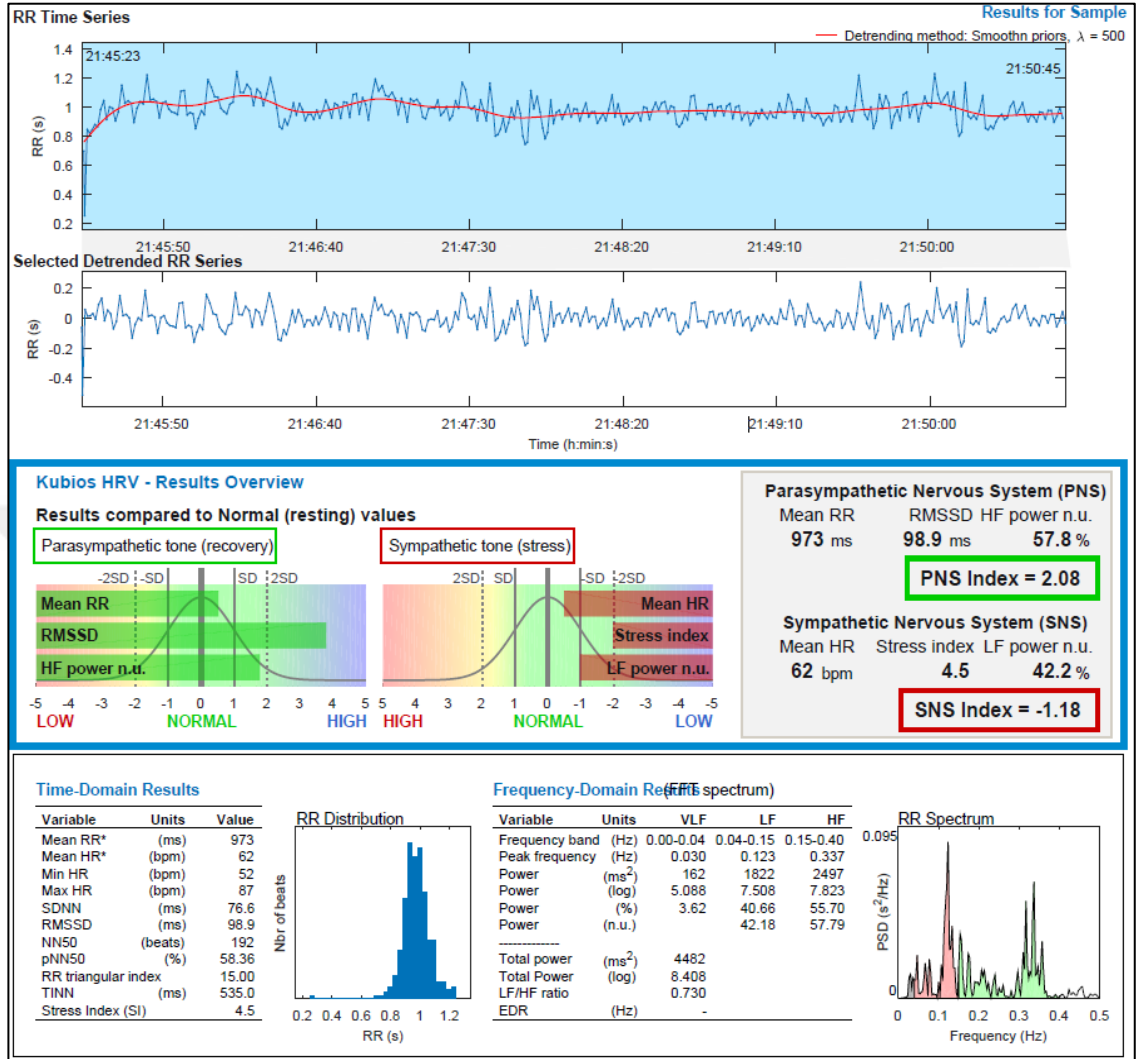 RR Time Series
Results for Sample
Detrending method: Smoothn priors, λ = 500
21:45:23
21:50:45
1.4
1.2
1
0.8
0.6
0.4
0.2
RR (s)
21:45:50 21:46:40 21:47:30 21:48:20 21:49:10 21:50:00
Selected Detrended RR Series
0.2
0
-0.2
-0.4
RR (s)
21:45:50 21:46:40 21:47:30 21:48:20 21:49:10 21:50:00
Time (h:min:s)
Kubios HRV - Results Overview
Results compared to Normal (resting) values
Parasympathetic tone (recovery)
-2SD -SD SD 2SD
Mean RR
RMSSD
HF power n.u.
-5 -4 -3 -2 -1 0 1 2 3 4 5
LOW NORMAL HIGH
Sympathetic tone (stress)
2SD SD -SD -2SD
Mean HR
Stress index
LF power n.u.
5 4 3 2 1 0 -1 -2 -3 -4 -5
HIGH NORMAL LOW
Parasympathetic Nervous System (PNS)
Mean RR RMSSD HF power n.u.
973 ms 98.9 ms 57.8 %
PNS Index = 2.08
Sympathetic Nervous System (SNS)
Mean HR Stress index LF power n.u.
62 bpm 4.5 42.2 %
SNS Index = -1.18
Time-Domain Results
Variable Units Value
Mean RR* (ms) 973
Mean HR* (bpm) 62
Min HR (bpm) 52
Max HR (bpm) 87
SDNN (ms) 76.6
RMSSD (ms) 98.9
NN50 (beats) 192
pNN50 (%) 58.36
RR triangular index 15.00
TINN (ms) 535.0
Stress Index (SI) 4.5
RR Distribution
Nbr of beats
0.2 0.4 0.6 0.8 1 1.2
RR (s)
Frequency-Domain Results (FFT spectrum)
Variable Units VLF LF HF
Frequency band (Hz) 0.00-0.04 0.04-0.15 0.15-0.40
Peak frequency (Hz) 0.030 0.123 0.337
Power (ms²) 162 1822 2497
Power (log) 5.088 7.508 7.823
Power (%) 3.62 40.66 55.70
Power (n.u.) 42.18 57.79
-------------
Total power (ms²) 4482
Total Power (log) 8.408
LF/HF ratio 0.730
EDR (Hz) -
RR Spectrum
0.095
0
PSD (s²/Hz)
0 0.1 0.2 0.3 0.4 0.5
Frequency (Hz)